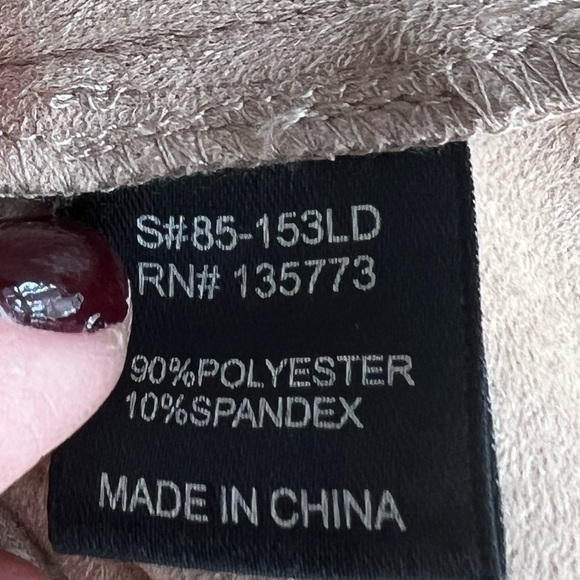 S#85-153LD
RN# 135773
90%POLYESTER
10%SPANDEX
MADE IN CHINA